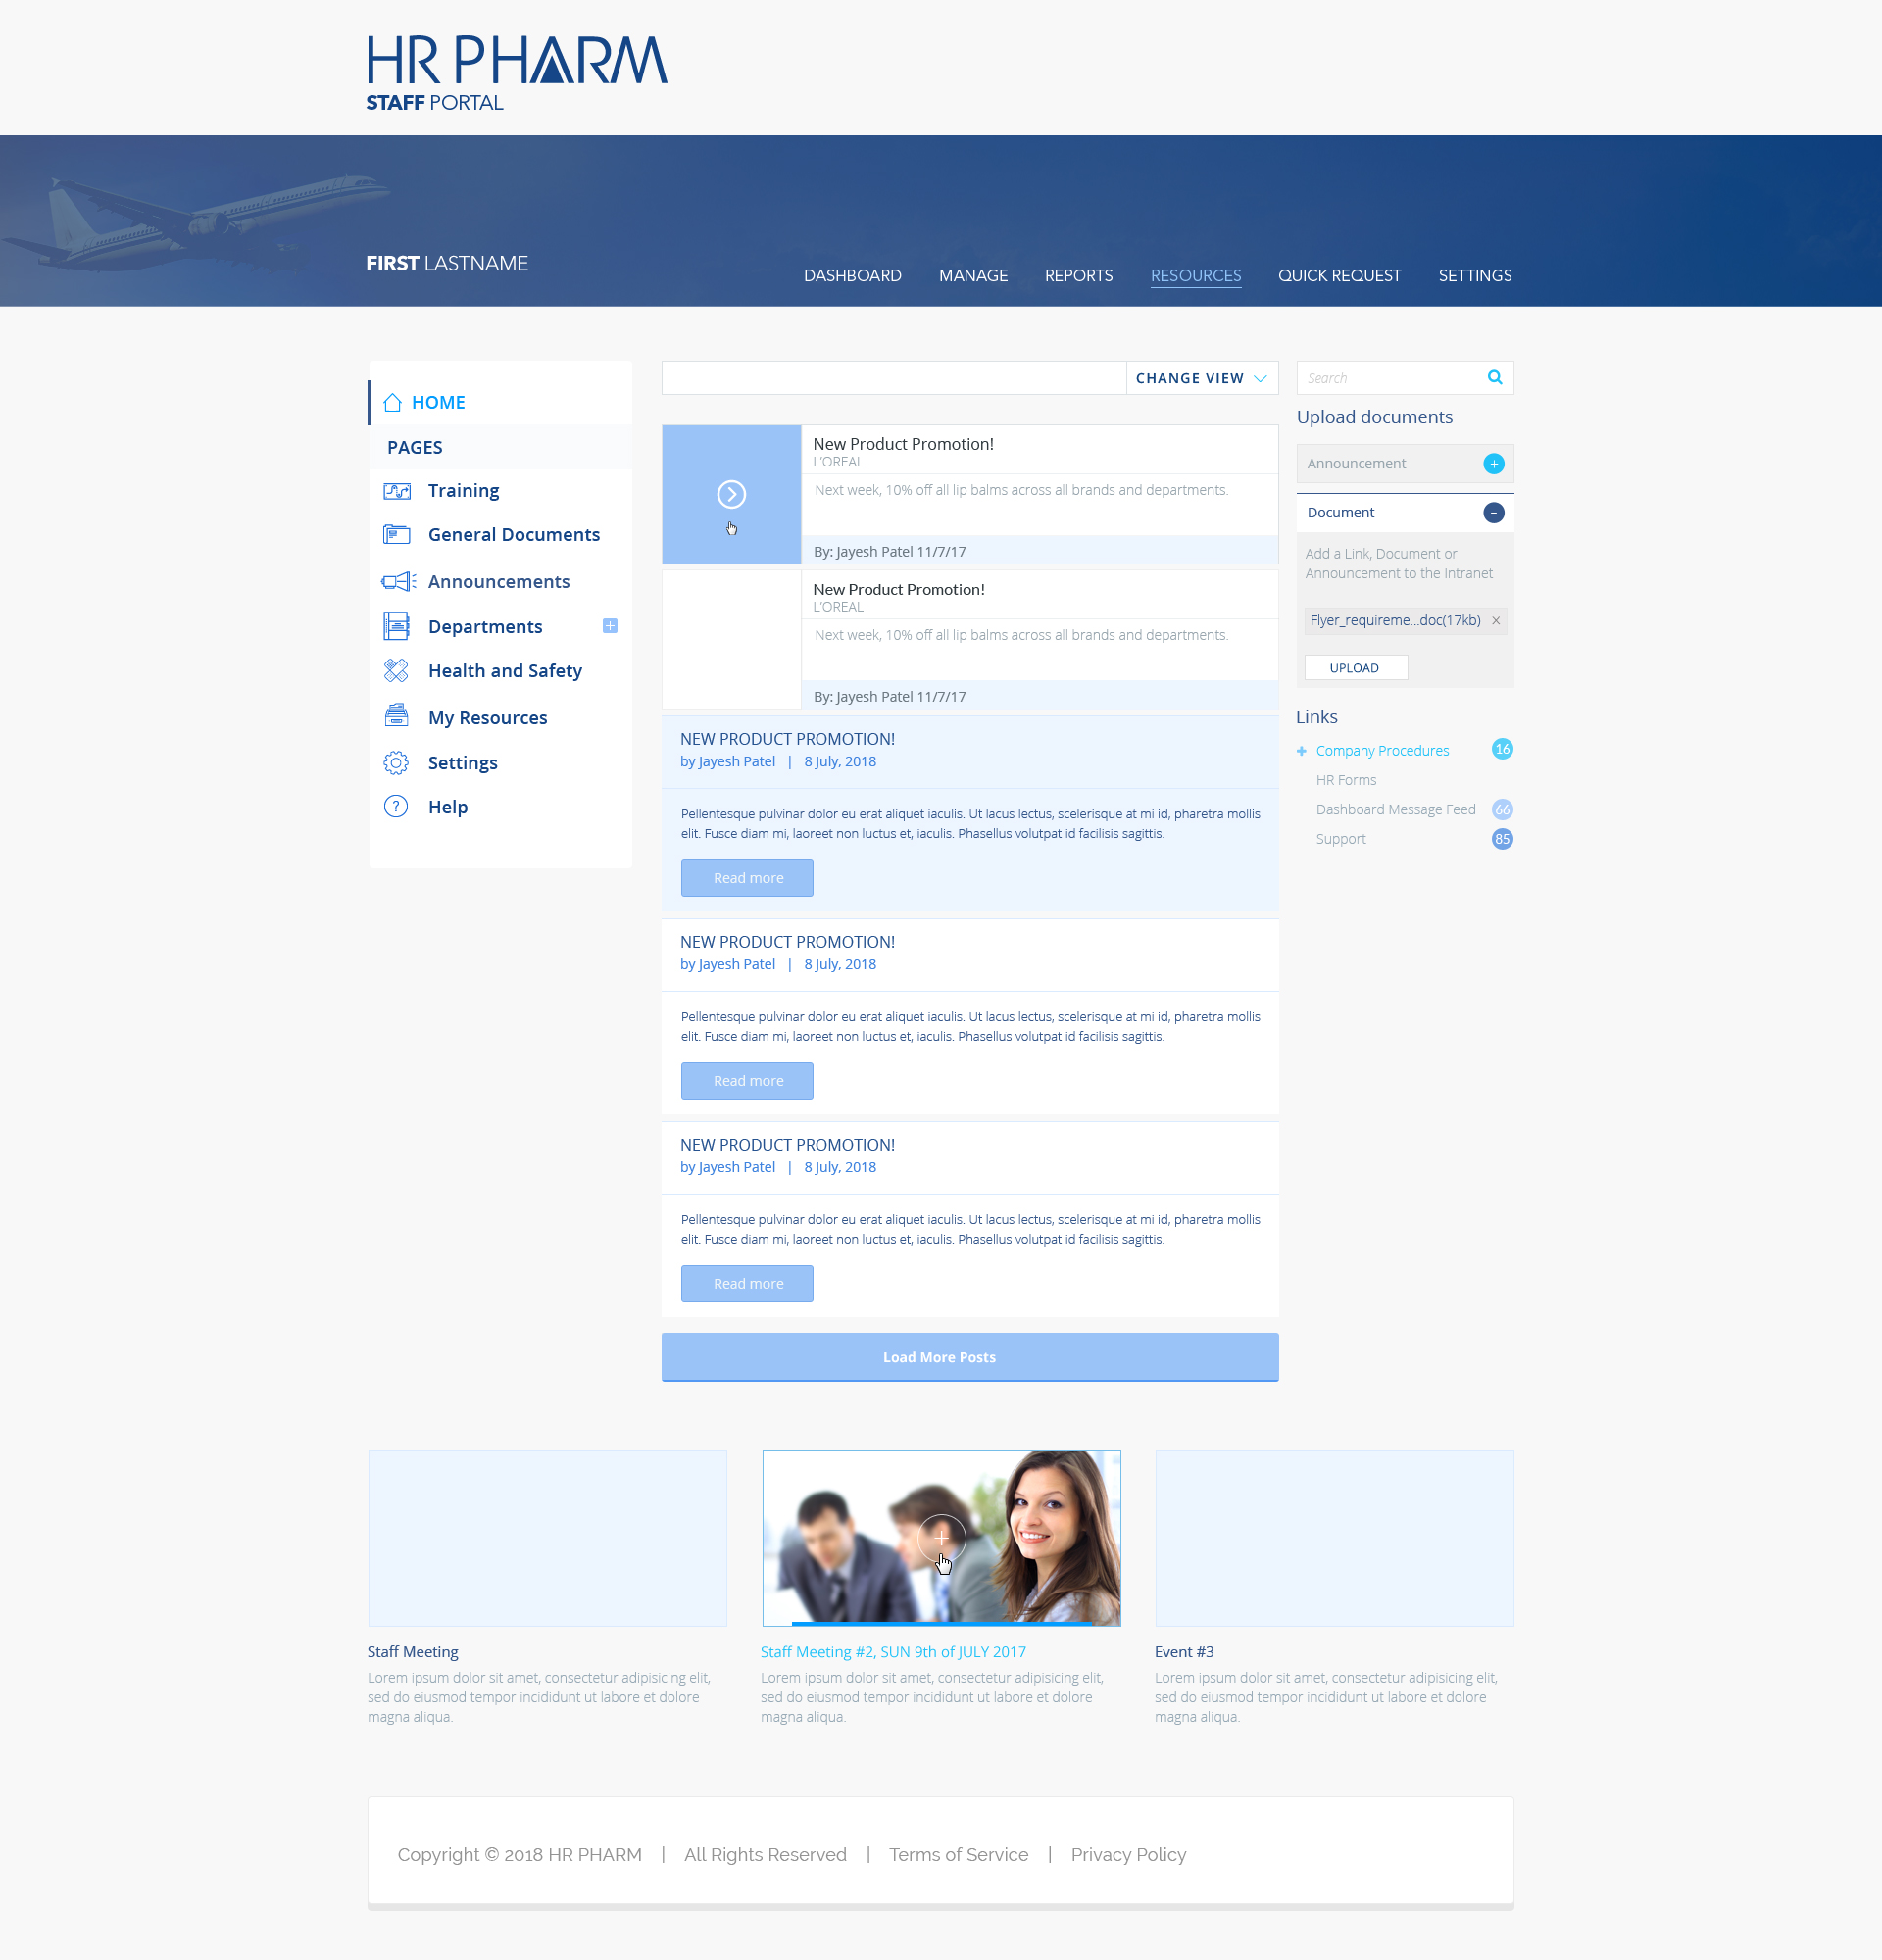 HR PHARM
STAFF PORTAL
FIRST LASTNAME
DASHBOARD MANAGE REPORTS RESOURCES QUICK REQUEST SETTINGS
HOME
PAGES
Training
General Documents
Announcements
Departments
Health and Safety
My Resources
Settings
Help
CHANGE VIEW
New Product Promotion!
L'OREAL
Next week, 10% off all lip balms across all brands and departments.
By: Jayesh Patel 11/7/17
New Product Promotion!
L'OREAL
Next week, 10% off all lip balms across all brands and departments.
By: Jayesh Patel 11/7/17
NEW PRODUCT PROMOTION!
by Jayesh Patel | 8 July, 2018
Pellentesque pulvinar dolor eu erat aliquet iaculis. Ut lacus lectus, scelerisque at mi id, pharetra mollis
elit. Fusce diam mi, laoreet non luctus et, iaculis. Phasellus volutpat id facilisis sagittis.
Read more
NEW PRODUCT PROMOTION!
by Jayesh Patel | 8 July, 2018
Pellentesque pulvinar dolor eu erat aliquet iaculis. Ut lacus lectus, scelerisque at mi id, pharetra mollis
elit. Fusce diam mi, laoreet non luctus et, iaculis. Phasellus volutpat id facilisis sagittis.
Read more
NEW PRODUCT PROMOTION!
by Jayesh Patel | 8 July, 2018
Pellentesque pulvinar dolor eu erat aliquet iaculis. Ut lacus lectus, scelerisque at mi id, pharetra mollis
elit. Fusce diam mi, laoreet non luctus et, iaculis. Phasellus volutpat id facilisis sagittis.
Read more
Load More Posts
Search
Upload documents
Announcement
Document
Add a Link, Document or
Announcement to the Intranet
Flyer_requireme...doc(17kb) ×
UPLOAD
Links
Company Procedures 16
HR Forms
Dashboard Message Feed 66
Support 85
Staff Meeting
Lorem ipsum dolor sit amet, consectetur adipisicing elit,
sed do eiusmod tempor incididunt ut labore et dolore
magna aliqua.
Staff Meeting #2, SUN 9th of JULY 2017
Lorem ipsum dolor sit amet, consectetur adipisicing elit,
sed do eiusmod tempor incididunt ut labore et dolore
magna aliqua.
Event #3
Lorem ipsum dolor sit amet, consectetur adipisicing elit,
sed do eiusmod tempor incididunt ut labore et dolore
magna aliqua.
Copyright © 2018 HR PHARM | All Rights Reserved | Terms of Service | Privacy Policy